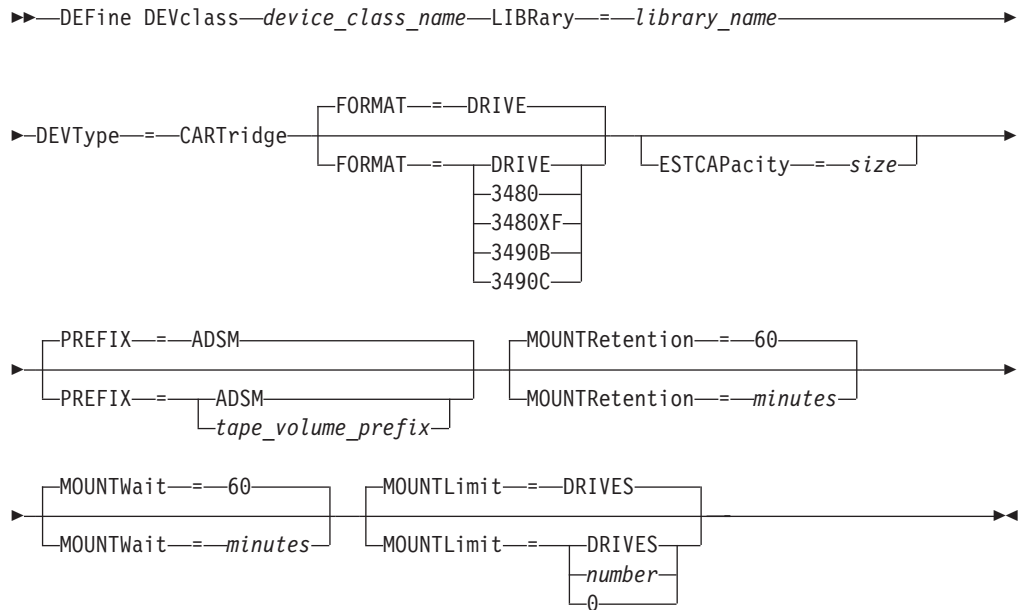 DEFine DEVclass device_class_name LIBRary = library_name
FORMAT = DRIVE
DEVType = CARTridge
FORMAT = DRIVE
ESTCAPacity = size
3480
3480XF
3490B
3490C
PREFIX = ADSM
MOUNTRetention = 60
PREFIX = ADSM
MOUNTRetention = minutes
tape_volume_prefix
MOUNTWait = 60
MOUNTLimit = DRIVES
MOUNTWait = minutes
MOUNTLimit = DRIVES
number
0